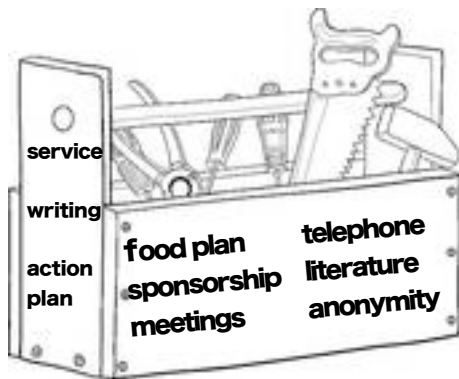 service
writing
action
plan
food plan
sponsorship
meetings
telephone
literature
anonymity